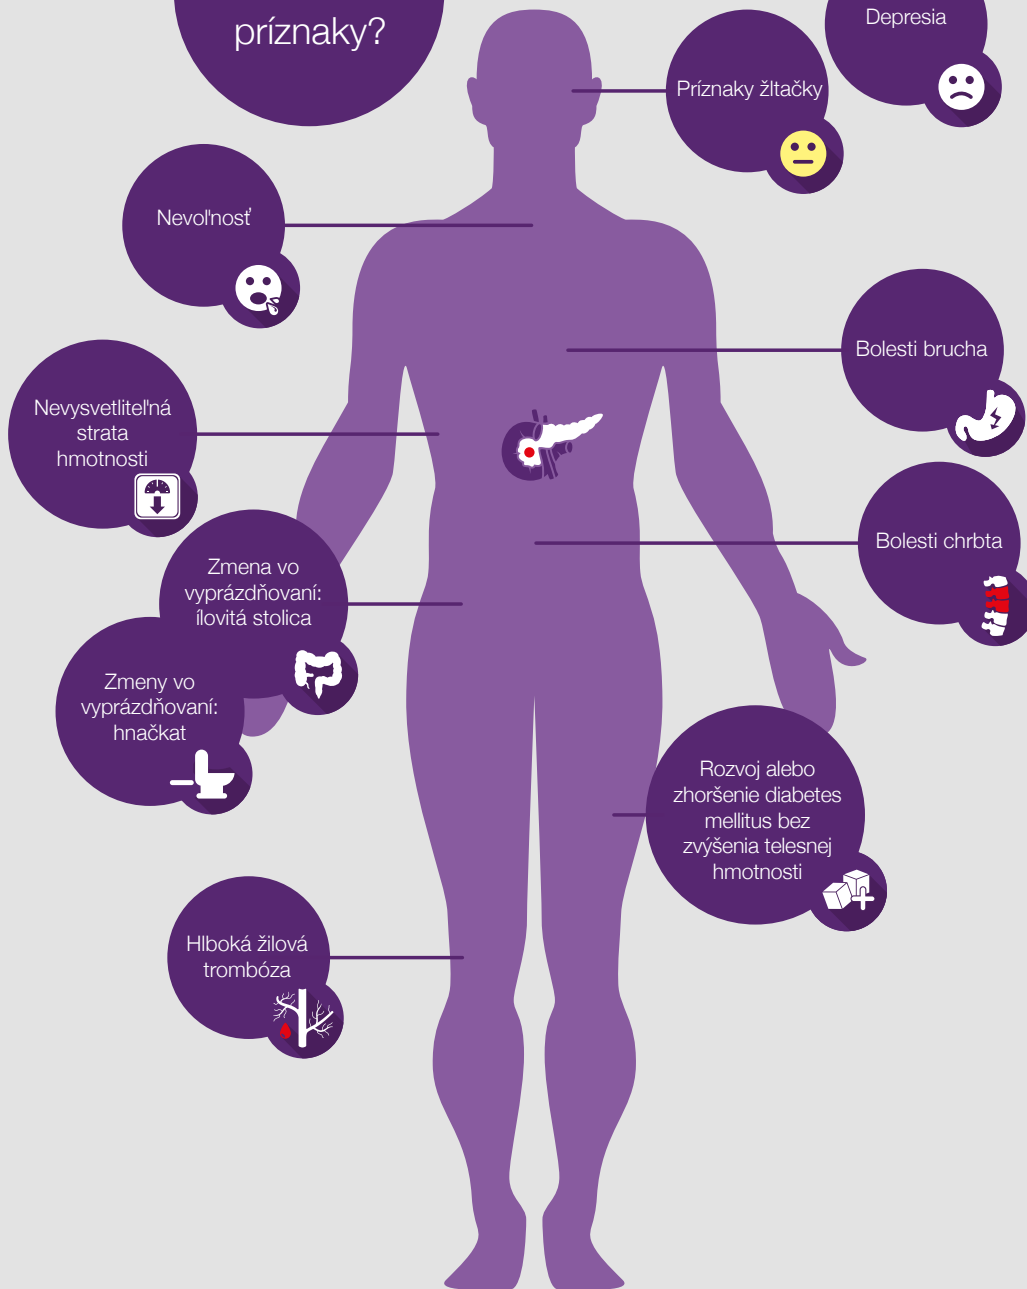 príznaky?
Depresia
Príznaky žltačky
Nevoľnosť
Bolesti brucha
Nevysvetliteľná
strata
hmotnosti
Bolesti chrbta
Zmena vo
vyprázdňovaní:
ílovitá stolica
Zmeny vo
vyprázdňovaní:
hnačkat
Rozvoj alebo
zhoršenie diabetes
mellitus bez
zvýšenia telesnej
hmotnosti
Hlboká žilová
trombóza